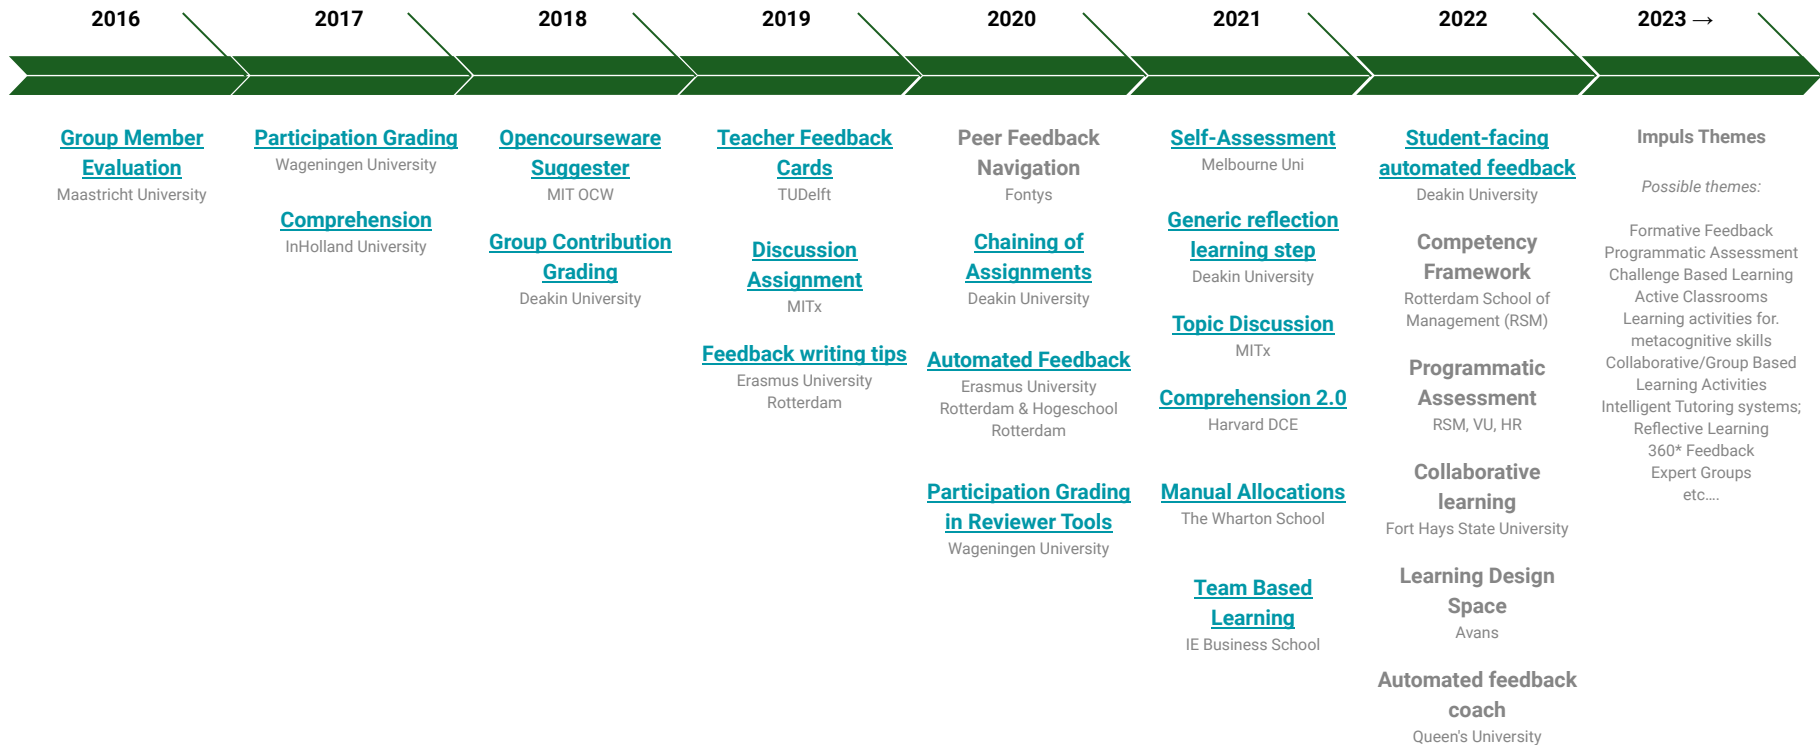 2016
2017
2018
2019
2020
2021
2022
2023 →
Group Member
Evaluation
Maastricht University
Participation Grading
Wageningen University
Comprehension
InHolland University
Opencourseware
Suggester
MIT OCW
Group Contribution
Grading
Deakin University
Teacher Feedback
Cards
TUDelft
Discussion
Assignment
MITx
Feedback writing tips
Erasmus University
Rotterdam
Peer Feedback
Navigation
Fontys
Chaining of
Assignments
Deakin University
Automated Feedback
Erasmus University
Rotterdam & Hogeschool
Rotterdam
Participation Grading
in Reviewer Tools
Wageningen University
Self-Assessment
Melbourne Uni
Generic reflection
learning step
Deakin University
Topic Discussion
MITx
Comprehension 2.0
Harvard DCE
Manual Allocations
The Wharton School
Team Based
Learning
IE Business School
Student-facing
automated feedback
Deakin University
Competency
Framework
Rotterdam School of
Management (RSM)
Programmatic
Assessment
RSM, VU, HR
Collaborative
learning
Fort Hays State University
Learning Design
Space
Avans
Automated feedback
coach
Queen's University
Impuls Themes
Possible themes:
Formative Feedback
Programmatic Assessment
Challenge Based Learning
Active Classrooms
Learning activities for.
metacognitive skills
Collaborative/Group Based
Learning Activities
Intelligent Tutoring systems;
Reflective Learning
360* Feedback
Expert Groups
etc....